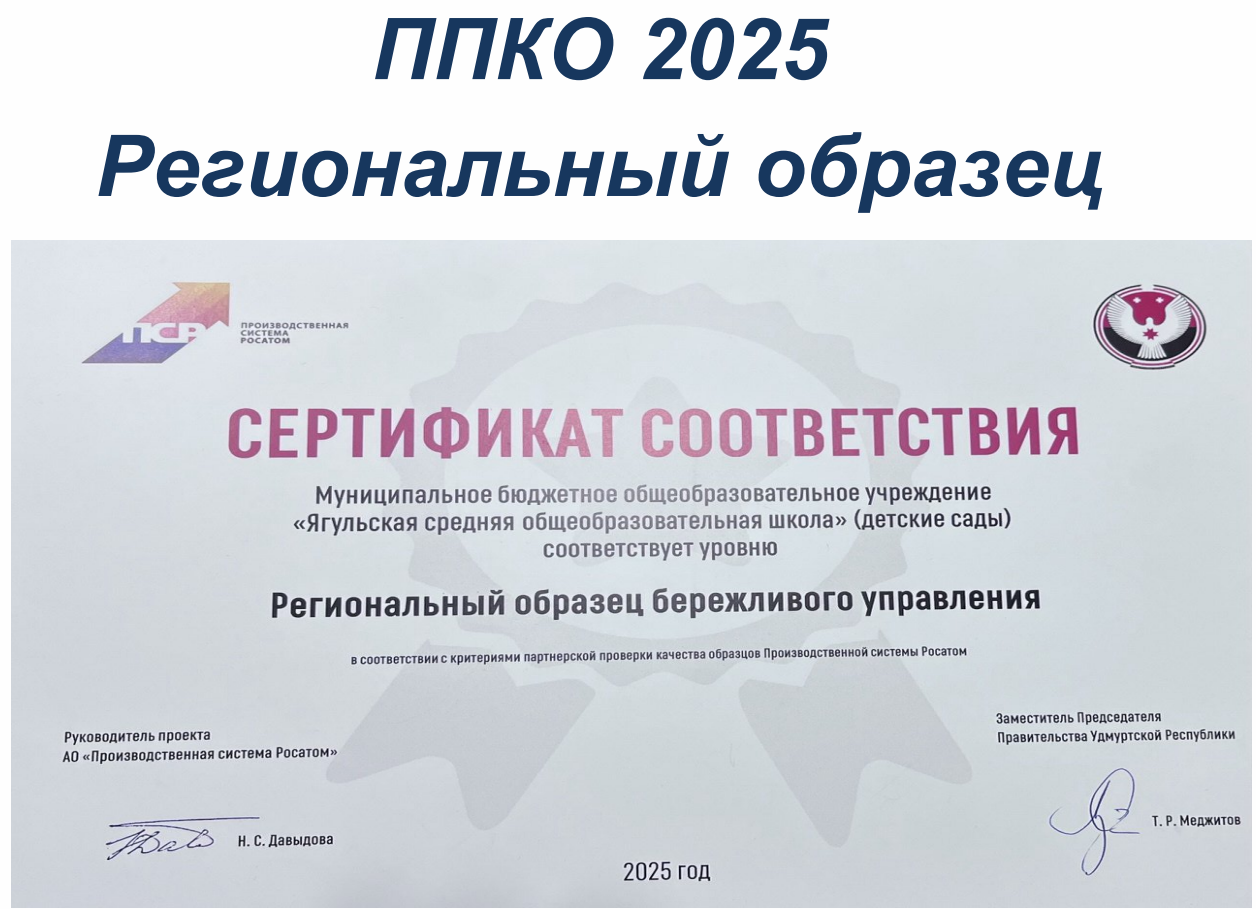 ППКО 2025
Региональный образец
ПСР
ПРОИЗВОДСТВЕННАЯ
СИСТЕМА
РОСАТОМ
СЕРТИФИКАТ СООТВЕТСТВИЯ
Муниципальное бюджетное общеобразовательное учреждение
«Ягульская средняя общеобразовательная школа» (детские сады)
соответствует уровню
Региональный образец бережливого управления
в соответствии с критериями партнерской проверки качества образцов Производственной системы Росатом
Руководитель проекта
АО «Производственная система Росатом»
Н. С. Давыдова
Заместитель Председателя
Правительства Удмуртской Республики
Т. Р. Меджитов
2025 год